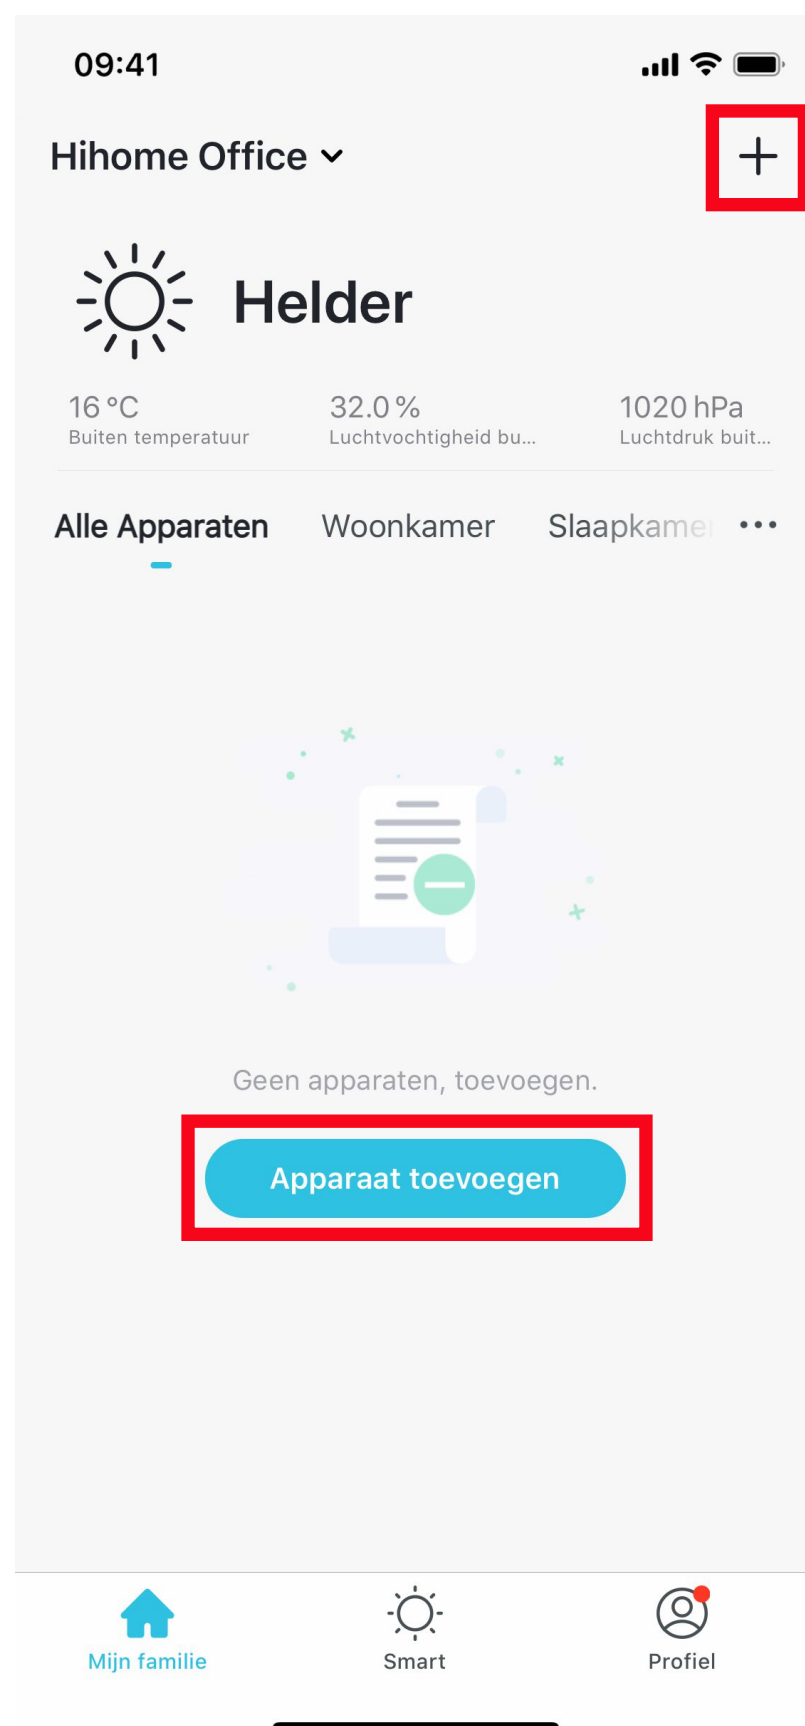 09:41
Hihome Office
Helder
16 °C 32.0 % 1020 hPa
Buiten temperatuur Luchtvochtigheid bu... Luchtdruk buit...
Alle Apparaten Woonkamer Slaapkamer
Geen apparaten, toevoegen.
Apparaat toevoegen
Mijn familie Smart Profiel